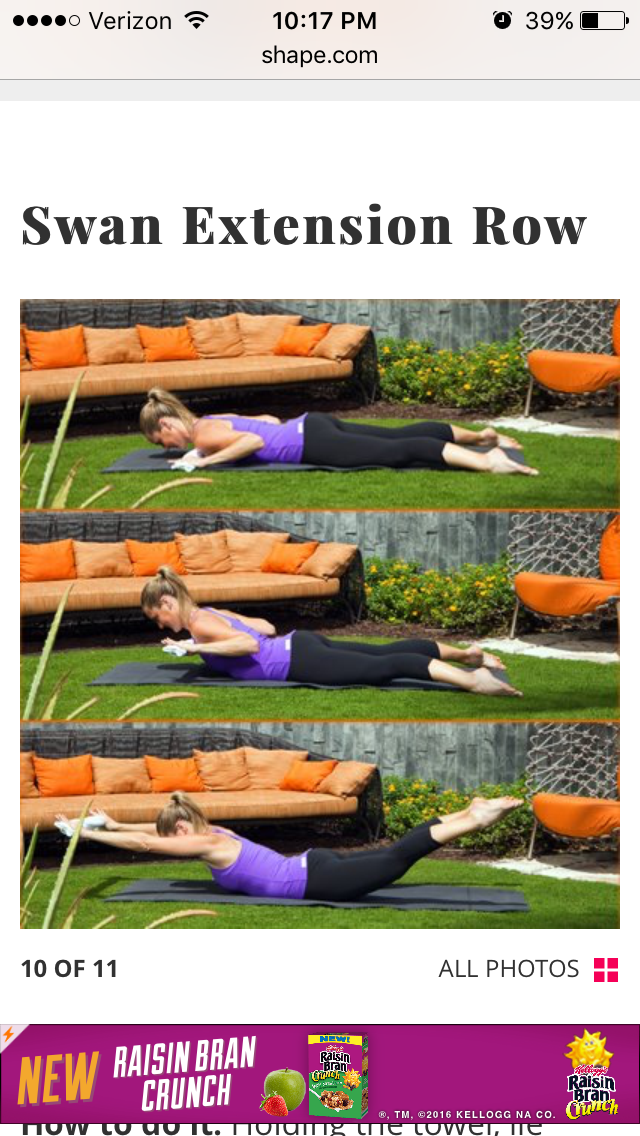 Verizon 10:17 PM 39%
shape.com
Swan Extension Row
10 OF 11
ALL PHOTOS
NEW RAISIN BRAN
CRUNCH
NEW!
Raisin
Bran
Crunch
®, TM, ©2016 KELLOGG NA CO.
Kellogg's
Raisin
Bran
Crunch
How to do it: Holding the towel, lie